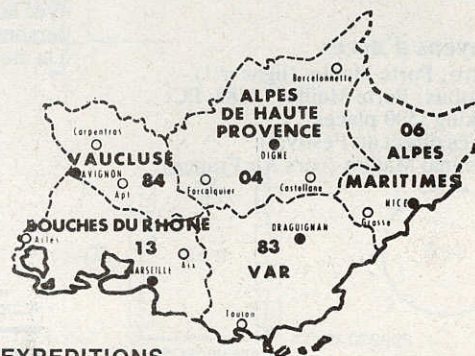 Barcelonnette
ALPES
DE HAUTE
PROVENCE
06
ALPES
MARITIMES
Carpentras
VAUCLUSE
84
AVIGNON
Apt
Forcalquier
DIGNE
04
Castellane
NICE
Grasse
BOUCHES DU RHÔNE
13
Arles
MARSEILLE
Aix
DRAGUIGNAN
83
VAR
Toulon
EXPEDITIONS